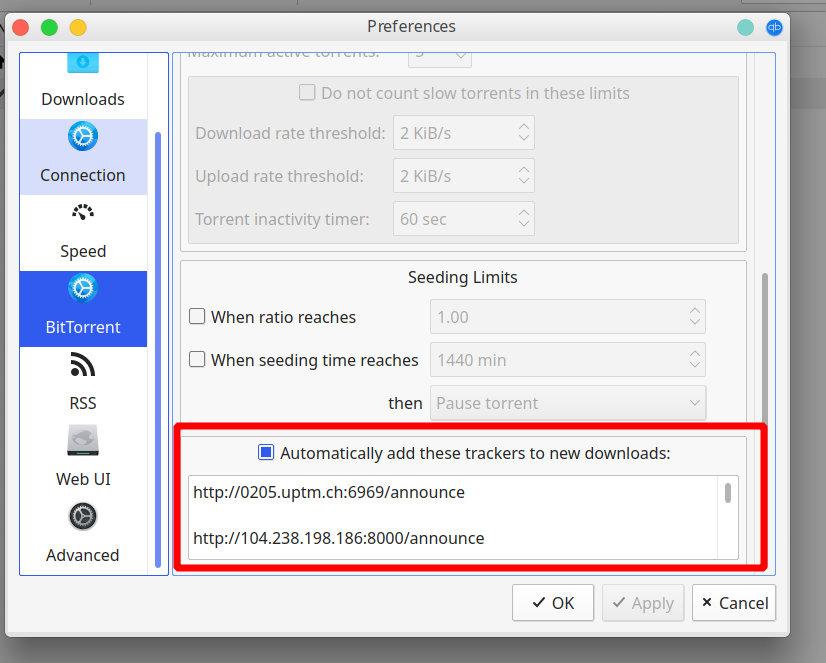 Preferences
Downloads
Connection
Speed
BitTorrent
RSS
Web UI
Advanced
Maximum active torrents:
Do not count slow torrents in these limits
Download rate threshold: 2 KiB/s
Upload rate threshold: 2 KiB/s
Torrent inactivity timer: 60 sec
Seeding Limits
When ratio reaches 1.00
When seeding time reaches 1440 min
then Pause torrent
Automatically add these trackers to new downloads:
http://0205.uptm.ch:6969/announce
http://104.238.198.186:8000/announce
OK Apply Cancel